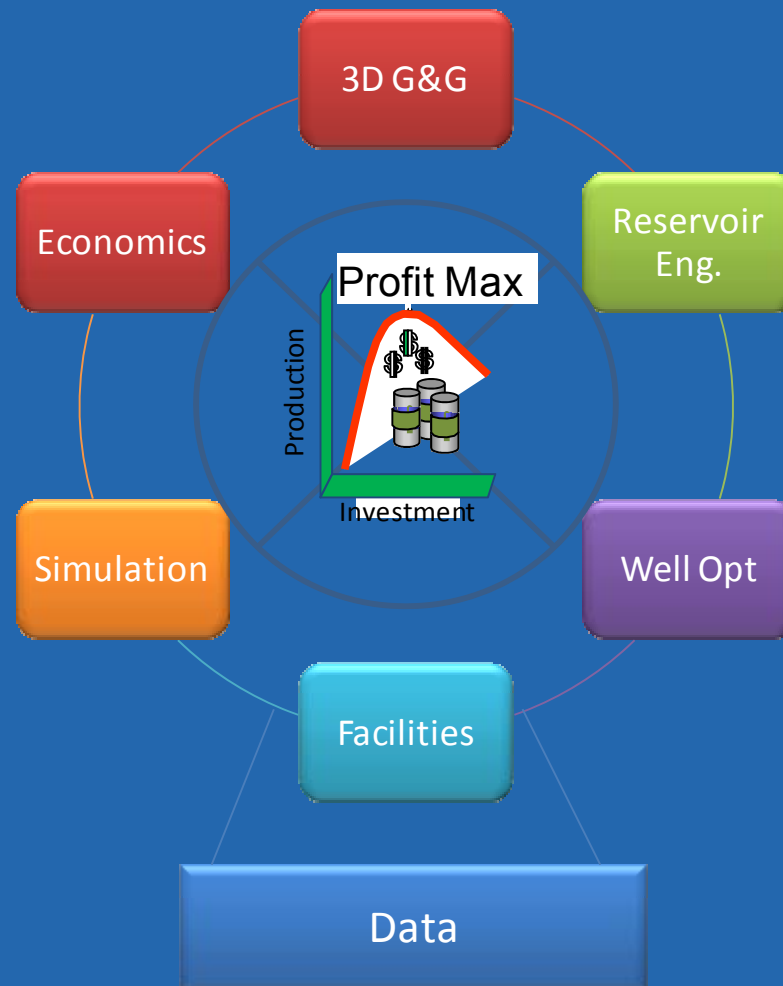 3D G&G
Reservoir
Eng.
Economics
Profit Max
$
$
$
Production
Investment
Simulation
Well Opt
Facilities
Data